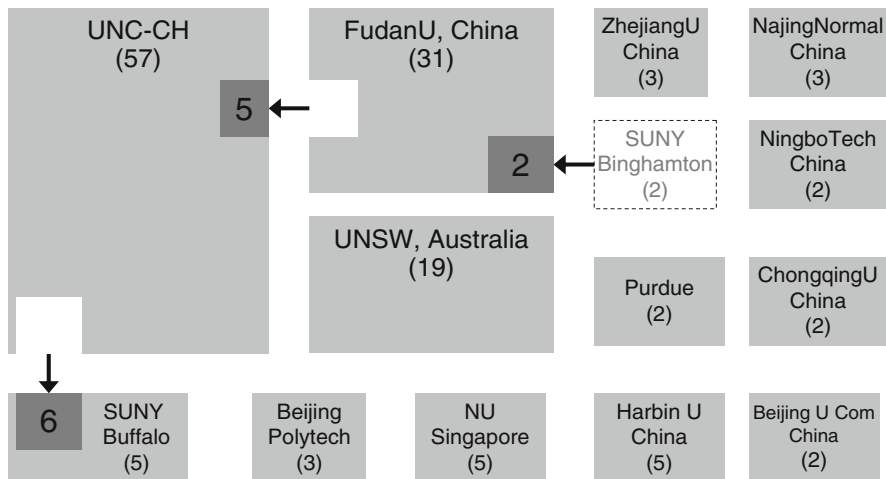 UNC-CH
(57)
5
FudanU, China
(31)
2
ZhejiangU
China
(3)
NajingNormal
China
(3)
SUNY
Binghamton
(2)
NingboTech
China
(2)
UNSW, Australia
(19)
Purdue
(2)
ChongqingU
China
(2)
6
SUNY
Buffalo
(5)
Beijing
Polytech
(3)
NU
Singapore
(5)
Harbin U
China
(5)
Beijing U Com
China
(2)